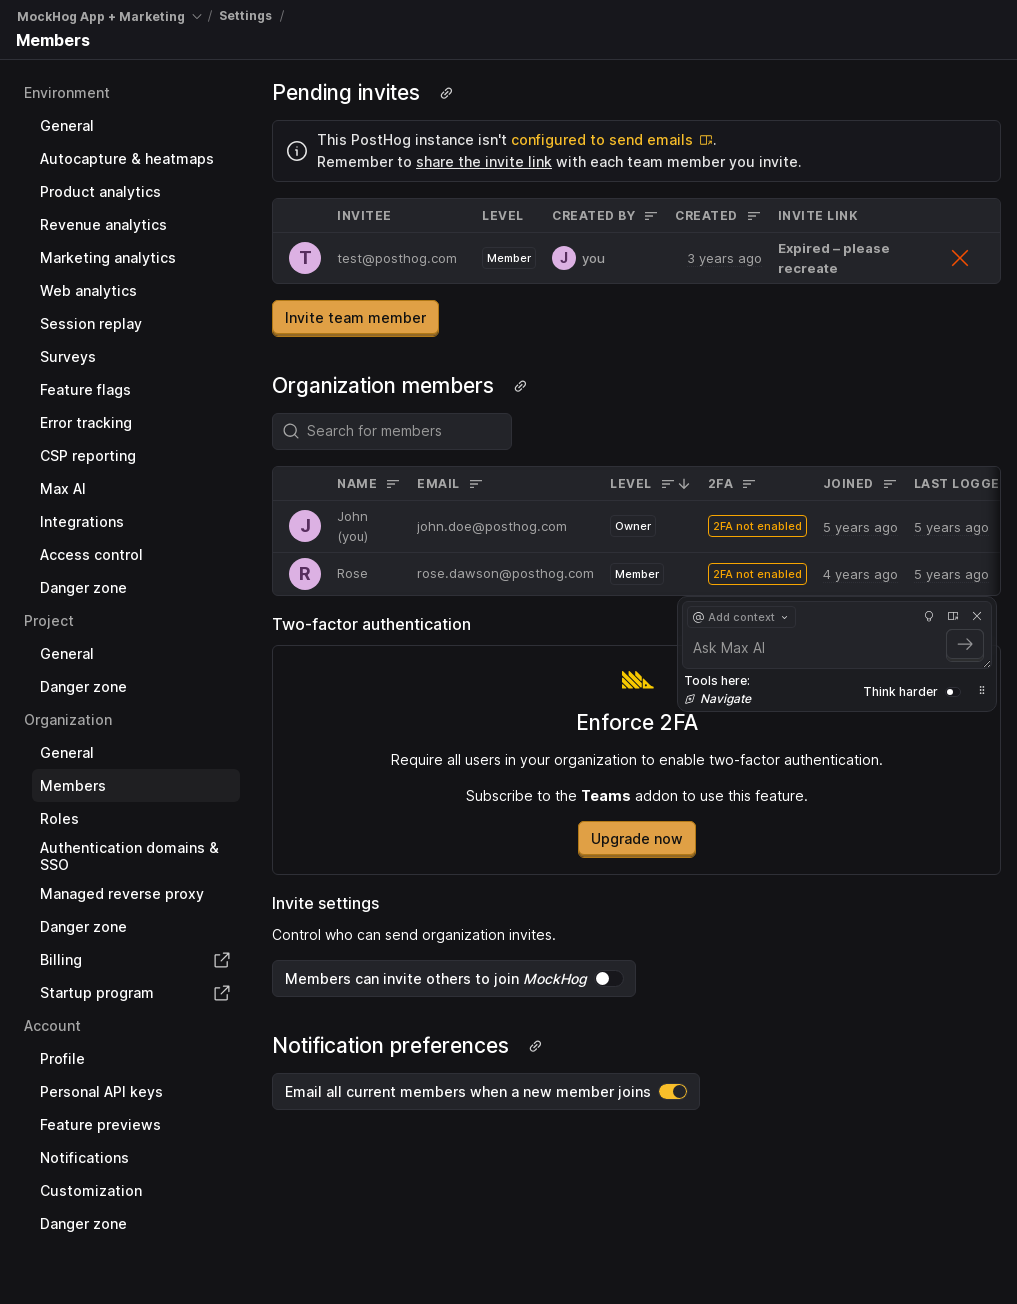 MockHog App + Marketing / Settings /
Members
Environment
General
Autocapture & heatmaps
Product analytics
Revenue analytics
Marketing analytics
Web analytics
Session replay
Surveys
Feature flags
Error tracking
CSP reporting
Max AI
Integrations
Access control
Danger zone
Project
General
Danger zone
Organization
General
Members
Roles
Authentication domains &
SSO
Managed reverse proxy
Danger zone
Billing
Startup program
Account
Profile
Personal API keys
Feature previews
Notifications
Customization
Danger zone
Pending invites
This PostHog instance isn't configured to send emails.
Remember to share the invite link with each team member you invite.
INVITEE LEVEL CREATED BY CREATED INVITE LINK
T test@posthog.com Member J you 3 years ago Expired – please
recreate
Invite team member
Organization members
Search for members
NAME EMAIL LEVEL 2FA JOINED LAST LOGGE
J John
(you) john.doe@posthog.com Owner 2FA not enabled 5 years ago 5 years ago
R Rose rose.dawson@posthog.com Member 2FA not enabled 4 years ago 5 years ago
@ Add context
Ask Max AI
Tools here:
Navigate
Think harder
Two-factor authentication
Enforce 2FA
Require all users in your organization to enable two-factor authentication.
Subscribe to the Teams addon to use this feature.
Upgrade now
Invite settings
Control who can send organization invites.
Members can invite others to join MockHog
Notification preferences
Email all current members when a new member joins